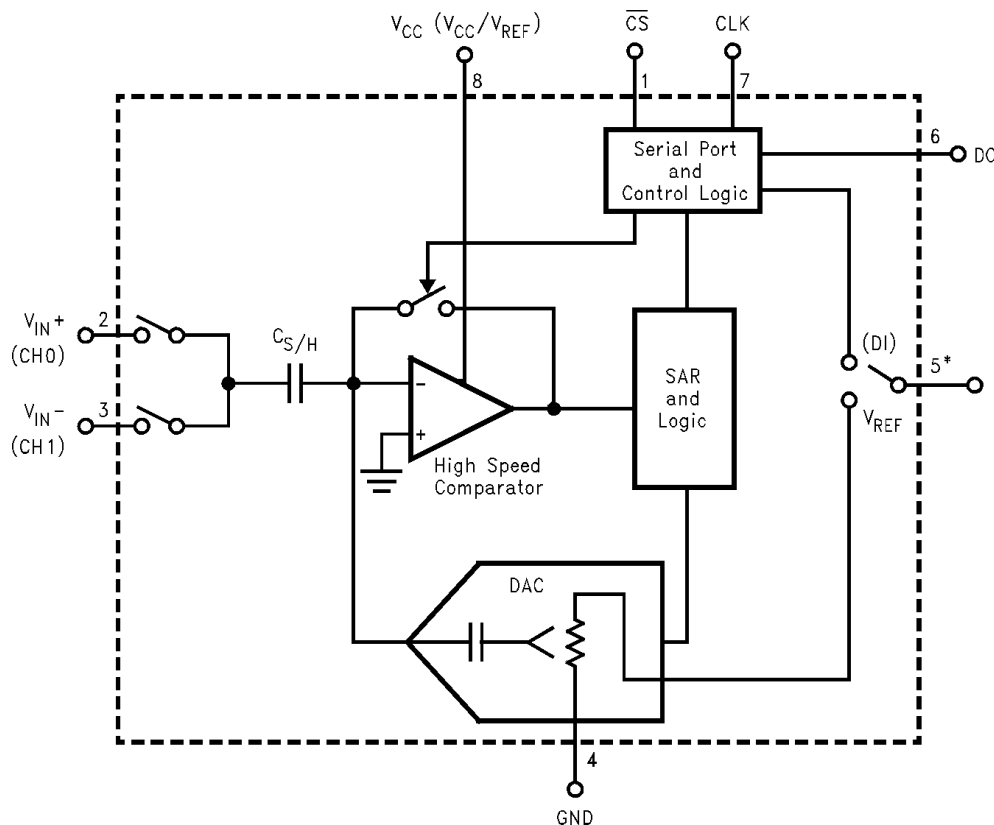 V_CC (V_CC/V_REF)
C̅S̅
CLK
8
1
7
6
DO
Serial Port
and
Control Logic
V_IN+
2
(CH0)
C_S/H
V_IN-
3
(CH1)
−
+
High Speed
Comparator
SAR
and
Logic
(DI)
5*
V_REF
DAC
4
GND